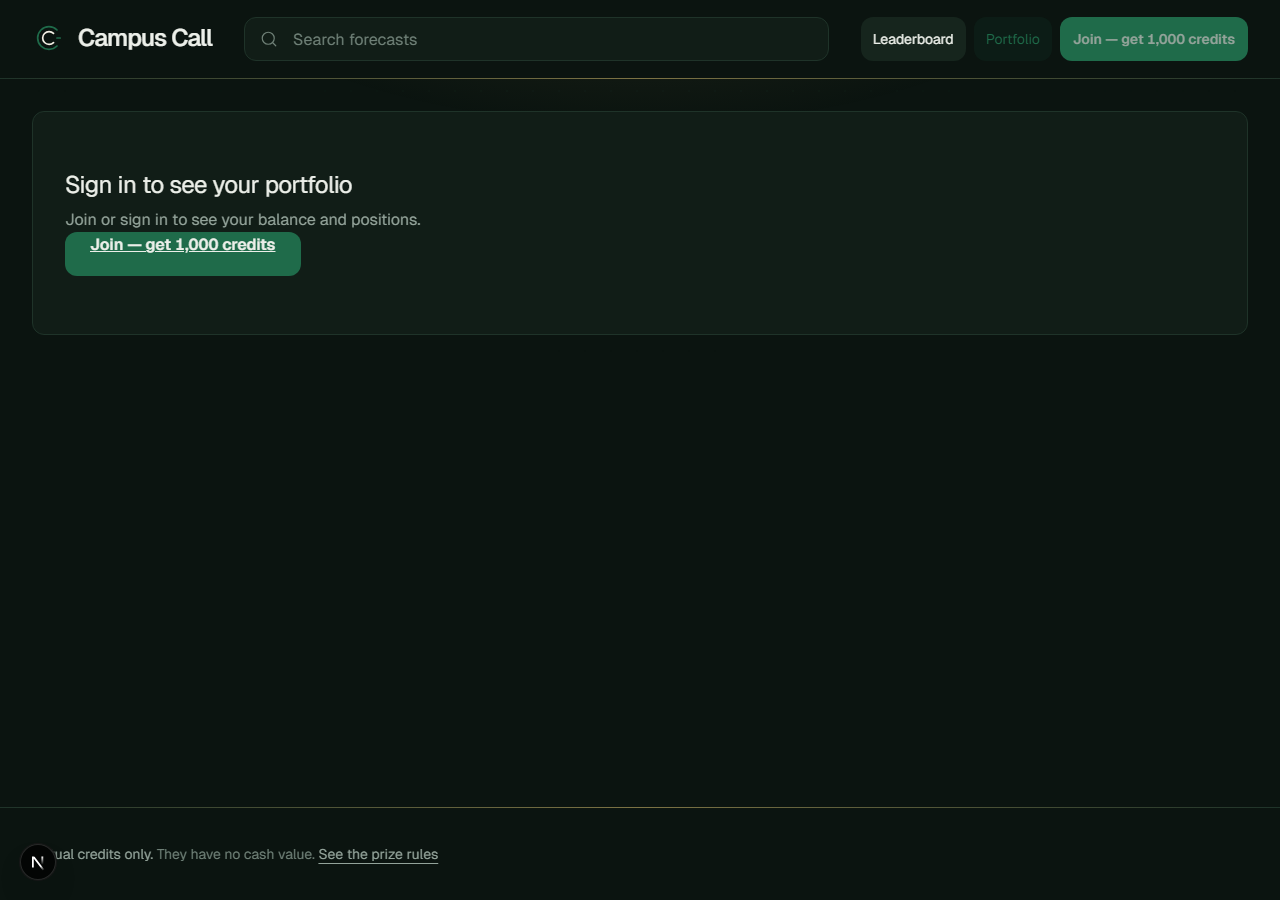 Campus Call
Search forecasts
Leaderboard
Portfolio
Join — get 1,000 credits
Sign in to see your portfolio
Join or sign in to see your balance and positions.
Join — get 1,000 credits
credits only. They have no cash value. See the prize rules